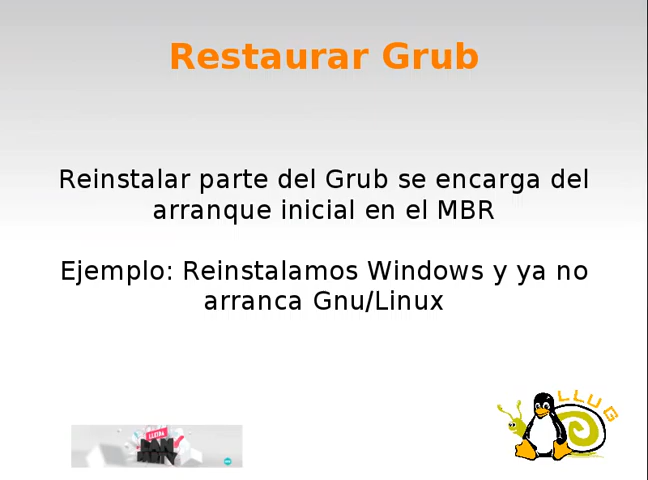 Restaurar Grub
Reinstalar parte del Grub se encarga del
arranque inicial en el MBR
Ejemplo: Reinstalamos Windows y ya no
arranca Gnu/Linux
LLUG
LLEIDA